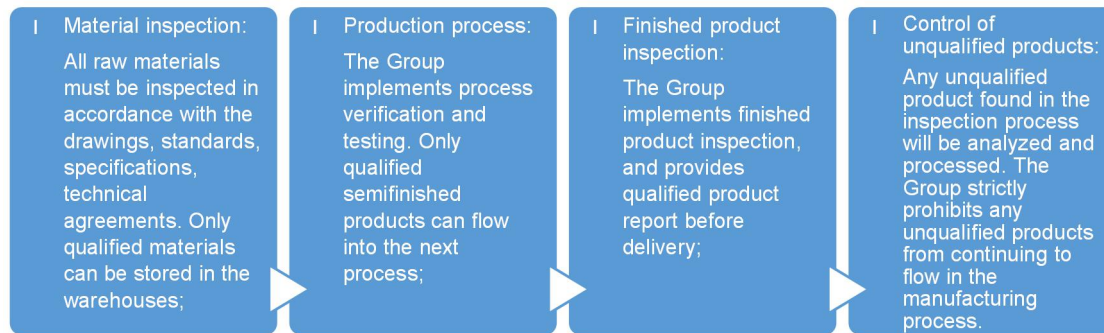 l Material inspection:
All raw materials
must be inspected in
accordance with the
drawings, standards,
specifications,
technical
agreements. Only
qualified materials
can be stored in the
warehouses;
l Production process:
The Group
implements process
verification and
testing. Only
qualified
semifinished
products can flow
into the next
process;
l Finished product
inspection:
The Group
implements finished
product inspection,
and provides
qualified product
report before
delivery;
l Control of
unqualified products:
Any unqualified
product found in the
inspection process
will be analyzed and
processed. The
Group strictly
prohibits any
unqualified products
from continuing to
flow in the
manufacturing
process.